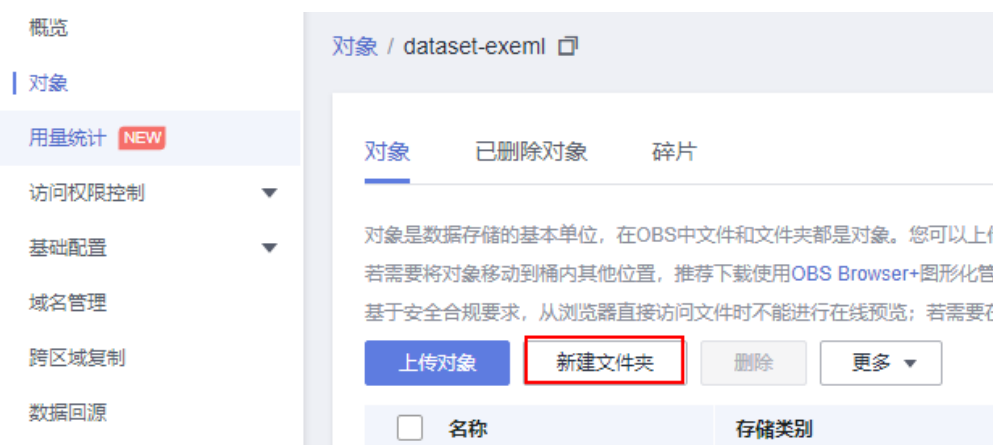 概览
对象
用量统计 NEW
访问权限控制
基础配置
域名管理
跨区域复制
数据回源
对象 / dataset-exeml
对象 已删除对象 碎片
对象是数据存储的基本单位，在OBS中文件和文件夹都是对象。您可以上
若需要将对象移动到桶内其他位置，推荐下载使用OBS Browser+图形化管
基于安全合规要求，从浏览器直接访问文件时不能进行在线预览；若需要在
上传对象 新建文件夹 删除 更多
名称 存储类别